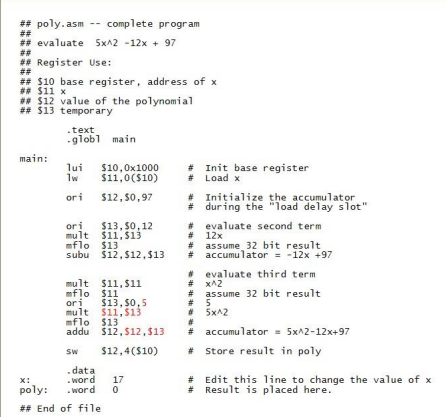 ## poly.asm -- complete program
##
## evaluate 5x^2 -12x + 97
##
## Register Use:
##
## $10 base register, address of x
## $11 x
## $12 value of the polynomial
## $13 temporary
.text
.globl main
main:
lui $10,0x1000 # Init base register
lw $11,0($10) # Load x
ori $12,$0,97 # Initialize the accumulator
# during the "load delay slot"
ori $13,$0,12 # evaluate second term
mult $11,$13 # 12x
mflo $13 # assume 32 bit result
subu $12,$12,$13 # accumulator = -12x +97
# evaluate third term
mult $11,$11 # x^2
mflo $11 # assume 32 bit result
ori $13,$0,5 # 5
mult $11,$13 # 5x^2
mflo $13 #
addu $12,$12,$13 # accumulator = 5x^2-12x+97
sw $12,4($10) # Store result in poly
.data
x: .word 17 # Edit this line to change the value of x
poly: .word 0 # Result is placed here.
## End of file